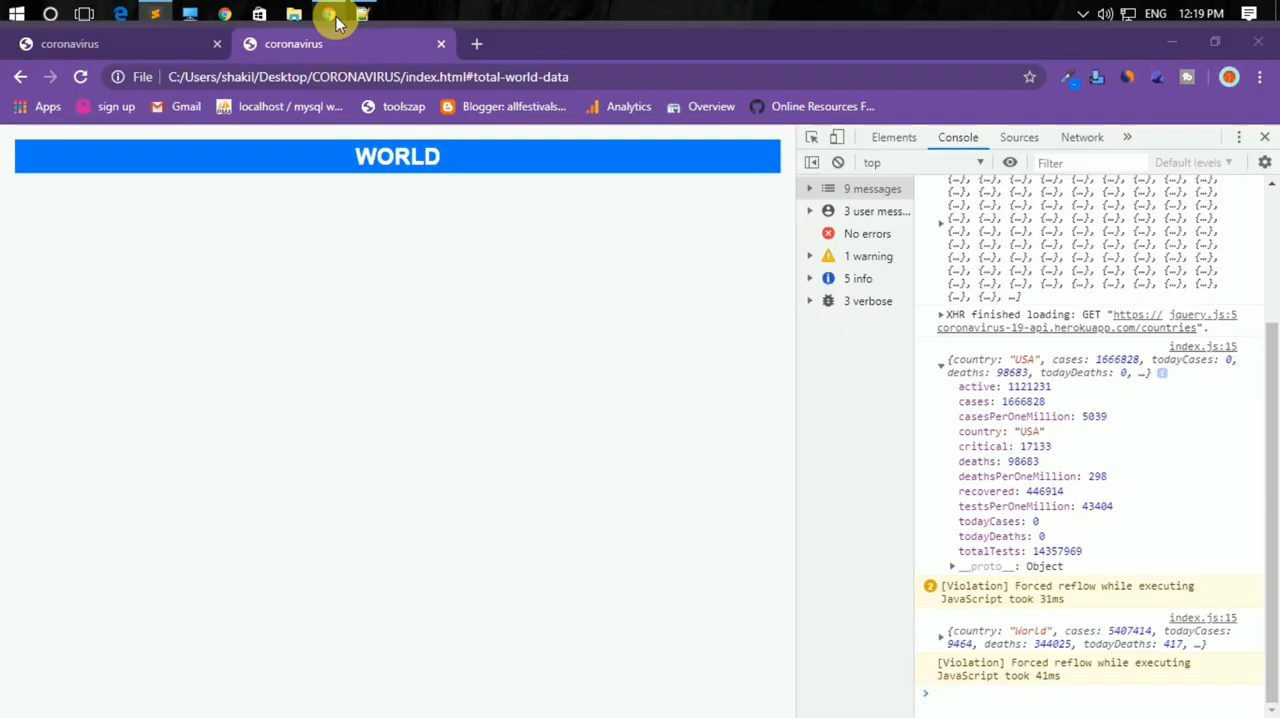 ENG 12:19 PM
coronavirus
coronavirus
File C:/Users/shakil/Desktop/CORONAVIRUS/index.html#total-world-data
Apps sign up Gmail localhost / mysql w... toolszap Blogger: allfestivals... Analytics Overview Online Resources F...
WORLD
Elements Console Sources Network »
top Filter Default levels
9 messages
3 user mess...
No errors
1 warning
5 info
3 verbose
{…}, {…}, {…}, {…}, {…}, {…}, {…}, {…}, {…},
{…}, {…}, {…}, {…}, {…}, {…}, {…}, {…}, {…},
{…}, {…}, {…}, {…}, {…}, {…}, {…}, {…}, {…},
{…}, {…}, {…}, {…}, {…}, {…}, {…}, {…}, {…},
{…}, {…}, {…}, {…}, {…}, {…}, {…}, {…}, {…},
{…}, {…}, {…}, {…}, {…}, {…}, {…}, {…}, {…},
{…}, {…}, {…}, {…}, {…}, {…}, {…}, {…}, {…},
{…}, {…}, {…}, {…}, {…}, {…}, {…}, {…}, {…},
{…}, {…}, {…}, {…}, {…}, {…}, {…}, {…}, {…},
{…}, {…}, …]
XHR finished loading: GET "https:// jquery.js:5
coronavirus-19-api.herokuapp.com/countries".
index.js:15
{country: "USA", cases: 1666828, todayCases: 0,
deaths: 98683, todayDeaths: 0, …} i
active: 1121231
cases: 1666828
casesPerOneMillion: 5039
country: "USA"
critical: 17133
deaths: 98683
deathsPerOneMillion: 298
recovered: 446914
testsPerOneMillion: 43404
todayCases: 0
todayDeaths: 0
totalTests: 14357969
__proto__: Object
2 [Violation] Forced reflow while executing
JavaScript took 31ms
index.js:15
{country: "World", cases: 5407414, todayCases:
9464, deaths: 344025, todayDeaths: 417, …}
[Violation] Forced reflow while executing
JavaScript took 41ms